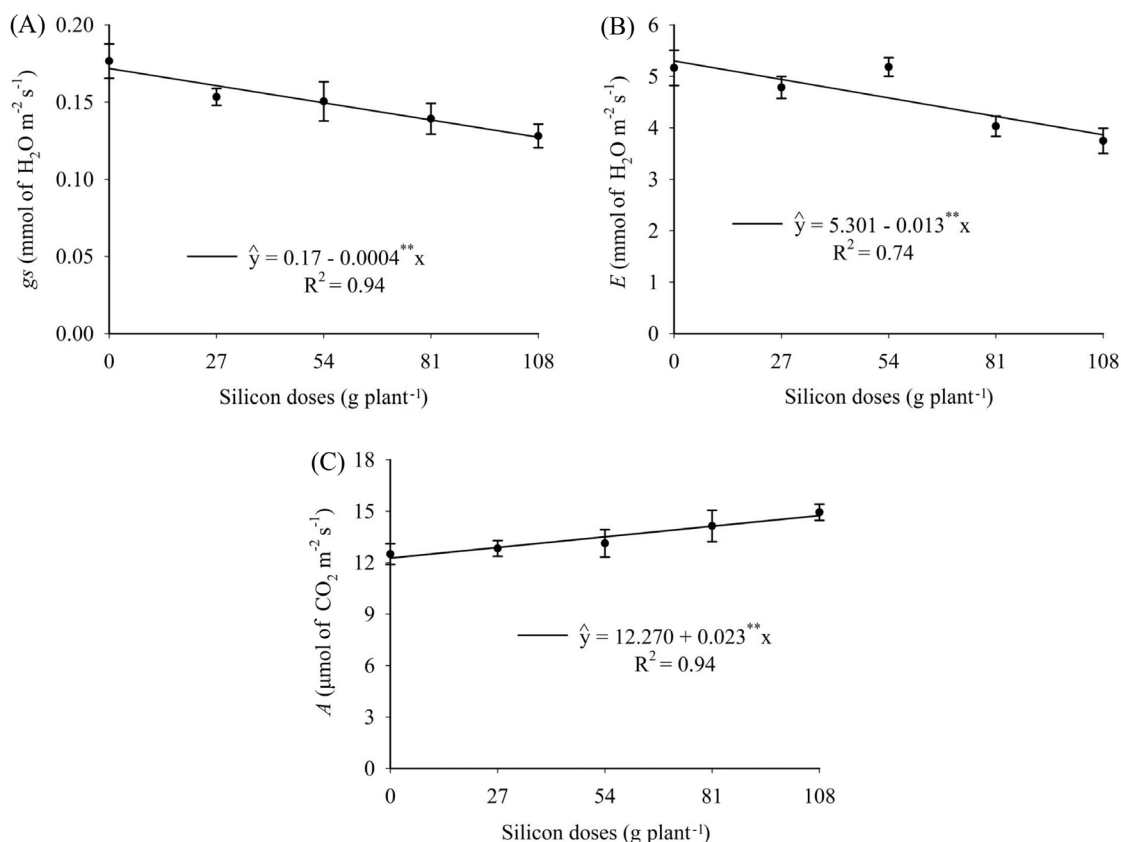 (A)
0.20
0.15
0.10
0.05
0.00
gs (mmol of H₂O m⁻² s⁻¹)
ŷ = 0.17 - 0.0004**x
R² = 0.94
0 27 54 81 108
Silicon doses (g plant⁻¹)
(B)
6
5
4
3
2
1
0
E (mmol of H₂O m⁻² s⁻¹)
ŷ = 5.301 - 0.013**x
R² = 0.74
0 27 54 81 108
Silicon doses (g plant⁻¹)
(C)
18
15
12
9
6
3
0
A (µmol of CO₂ m⁻² s⁻¹)
ŷ = 12.270 + 0.023**x
R² = 0.94
0 27 54 81 108
Silicon doses (g plant⁻¹)